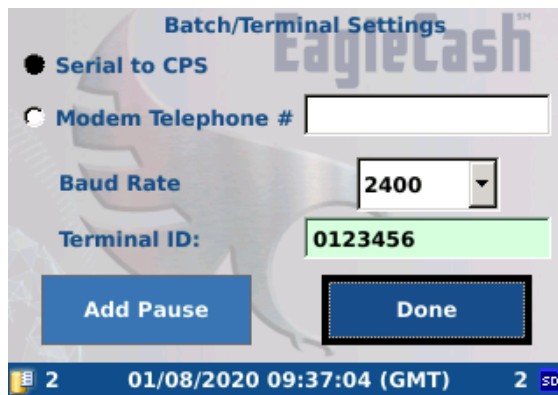 Batch/Terminal Settings
EagleCash SM
Serial to CPS
Modem Telephone #
Baud Rate 2400
Terminal ID: 0123456
Add Pause Done
2 01/08/2020 09:37:04 (GMT) 2 SD